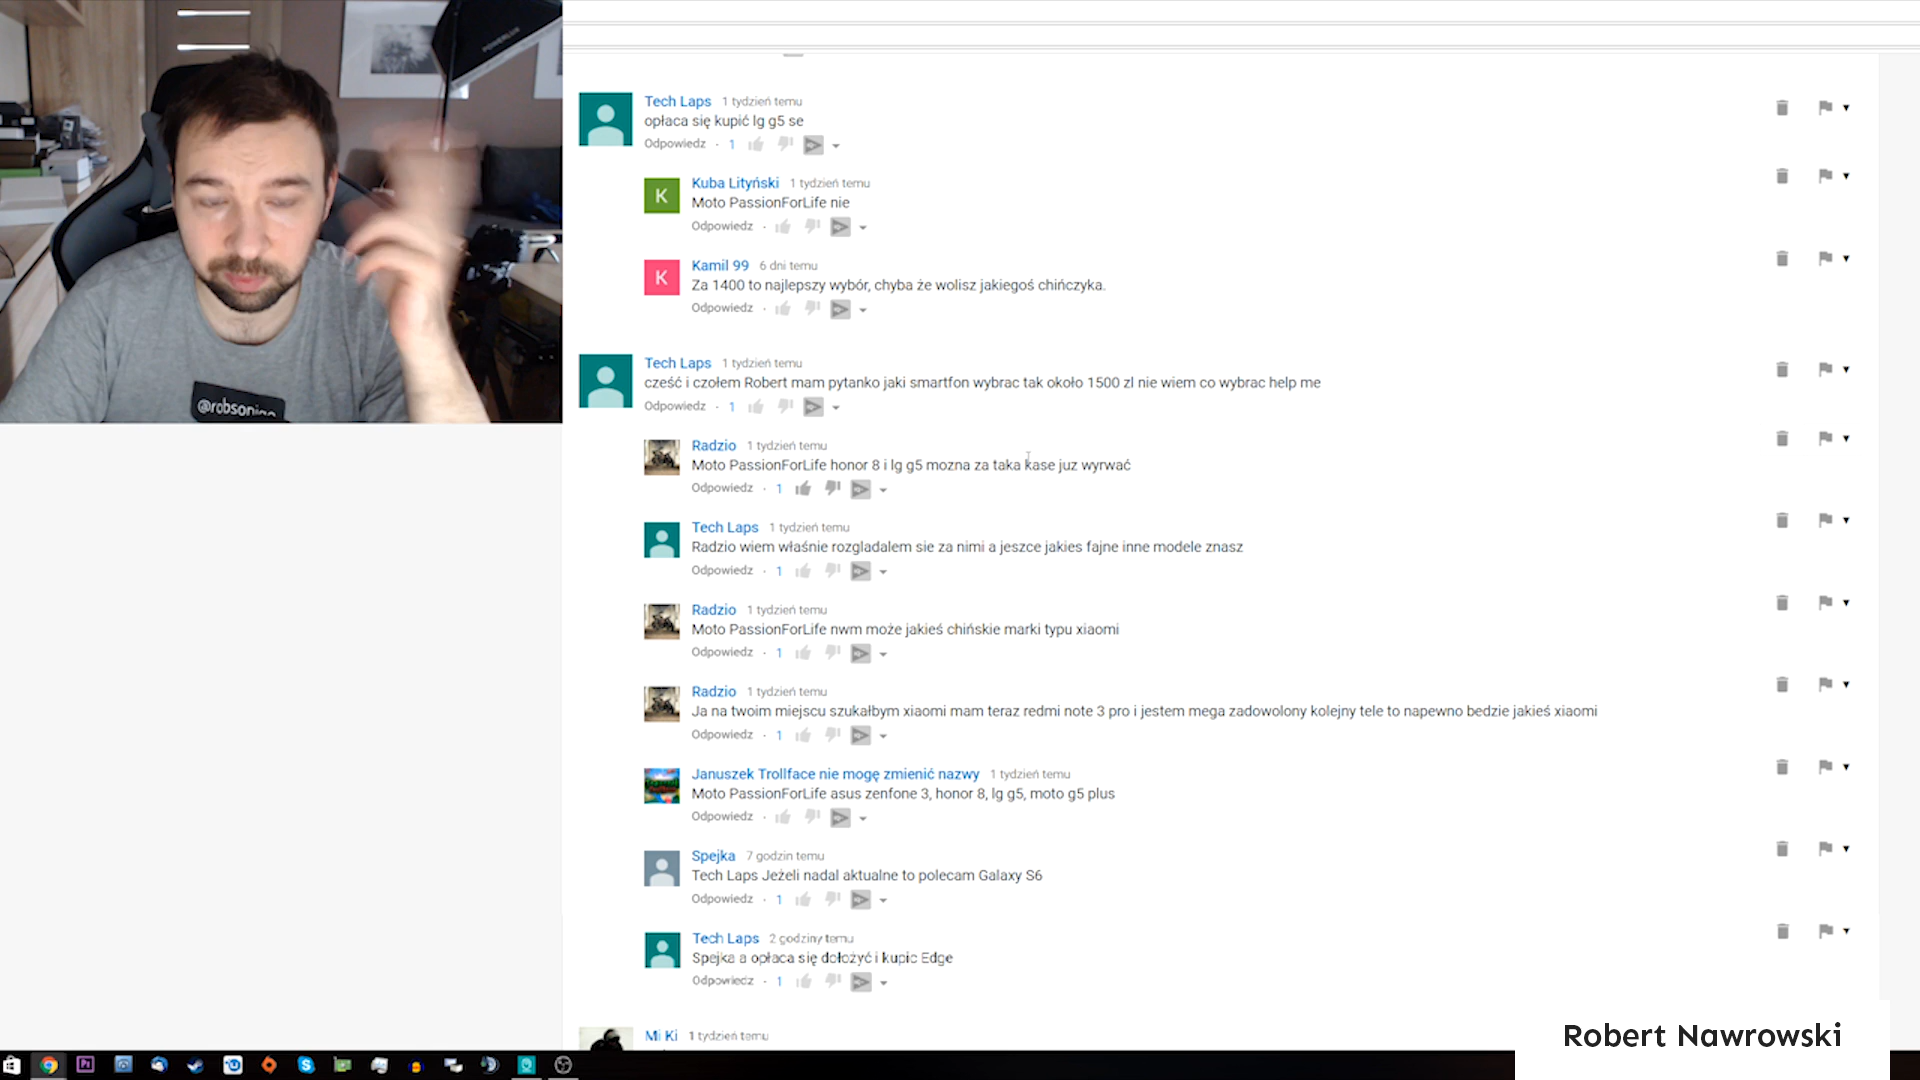 Tech Laps 1 tydzień temu
opłaca się kupić lg g5 se
Odpowiedz · 1
K
Kuba Lityński 1 tydzień temu
Moto PassionForLife nie
Odpowiedz ·
K
Kamil 99 6 dni temu
Za 1400 to najlepszy wybór, chyba że wolisz jakiegoś chińczyka.
Odpowiedz ·
Tech Laps 1 tydzień temu
cześć i czołem Robert mam pytanko jaki smartfon wybrac tak około 1500 zl nie wiem co wybrac help me
Odpowiedz · 1
Radzio 1 tydzień temu
Moto PassionForLife honor 8 i lg g5 mozna za taka kase juz wyrwać
Odpowiedz · 1
Tech Laps 1 tydzień temu
Radzio wiem właśnie rozgladalem sie za nimi a jeszce jakies fajne inne modele znasz
Odpowiedz · 1
Radzio 1 tydzień temu
Moto PassionForLife nwm może jakieś chińskie marki typu xiaomi
Odpowiedz · 1
Radzio 1 tydzień temu
Ja na twoim miejscu szukałbym xiaomi mam teraz redmi note 3 pro i jestem mega zadowolony kolejny tele to napewno bedzie jakieś xiaomi
Odpowiedz · 1
Januszek Trollface nie mogę zmienić nazwy 1 tydzień temu
Moto PassionForLife asus zenfone 3, honor 8, lg g5, moto g5 plus
Odpowiedz ·
Spejka 7 godzin temu
Tech Laps Jeżeli nadal aktualne to polecam Galaxy S6
Odpowiedz · 1
Tech Laps 2 godziny temu
Spejka a opłaca się dołożyć i kupic Edge
Odpowiedz · 1
Mi Ki 1 tydzień temu
Robert Nawrowski